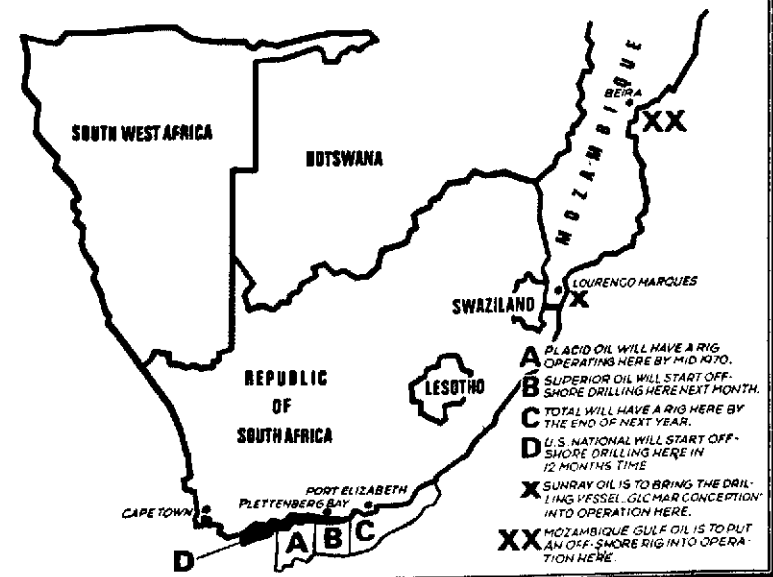 SOUTH WEST AFRICA
BOTSWANA
MOZAMBIQUE
BEIRA
XX
LOURENCO MARQUES
X
SWAZILAND
REPUBLIC
OF
SOUTH AFRICA
LESOTHO
CAPE TOWN
PLETTENBERG BAY
PORT ELIZABETH
D
A
B
C
A PLACID OIL WILL HAVE A RIG
OPERATING HERE BY MID 1970.
B SUPERIOR OIL WILL START OFF-
SHORE DRILLING HERE NEXT MONTH.
C TOTAL WILL HAVE A RIG HERE BY
THE END OF NEXT YEAR.
D U.S. NATIONAL WILL START OFF-
SHORE DRILLING HERE IN
12 MONTHS TIME
X SUNRAY OIL IS TO BRING THE DRIL-
LING VESSEL GLOMAR CONCEPTION'
INTO OPERATION HERE.
XX MOZAMBIQUE GULF OIL IS TO PUT
AN OFF-SHORE RIG INTO OPERA-
TION HERE.